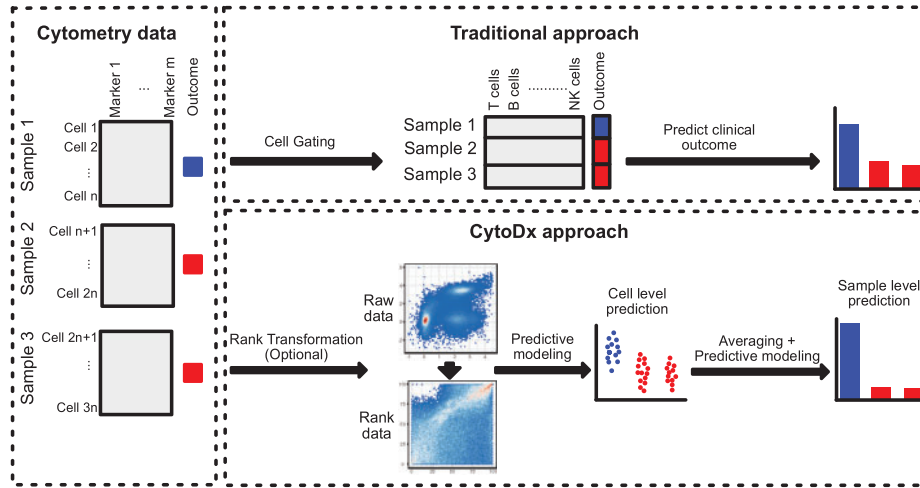 Cytometry data
Marker 1
...
Marker m
Outcome
Sample 1
Cell 1
Cell 2
...
Cell n
Sample 2
Cell n+1
...
Cell 2n
Sample 3
Cell 2n+1
...
Cell 3n
Traditional approach
Cell Gating
T cells
B cells
..........
NK cells
Outcome
Sample 1
Sample 2
Sample 3
Predict clinical
outcome
CytoDx approach
Rank Transformation
(Optional)
Raw
data
Rank
data
Predictive
modeling
Cell level
prediction
Averaging +
Predictive modeling
Sample level
prediction